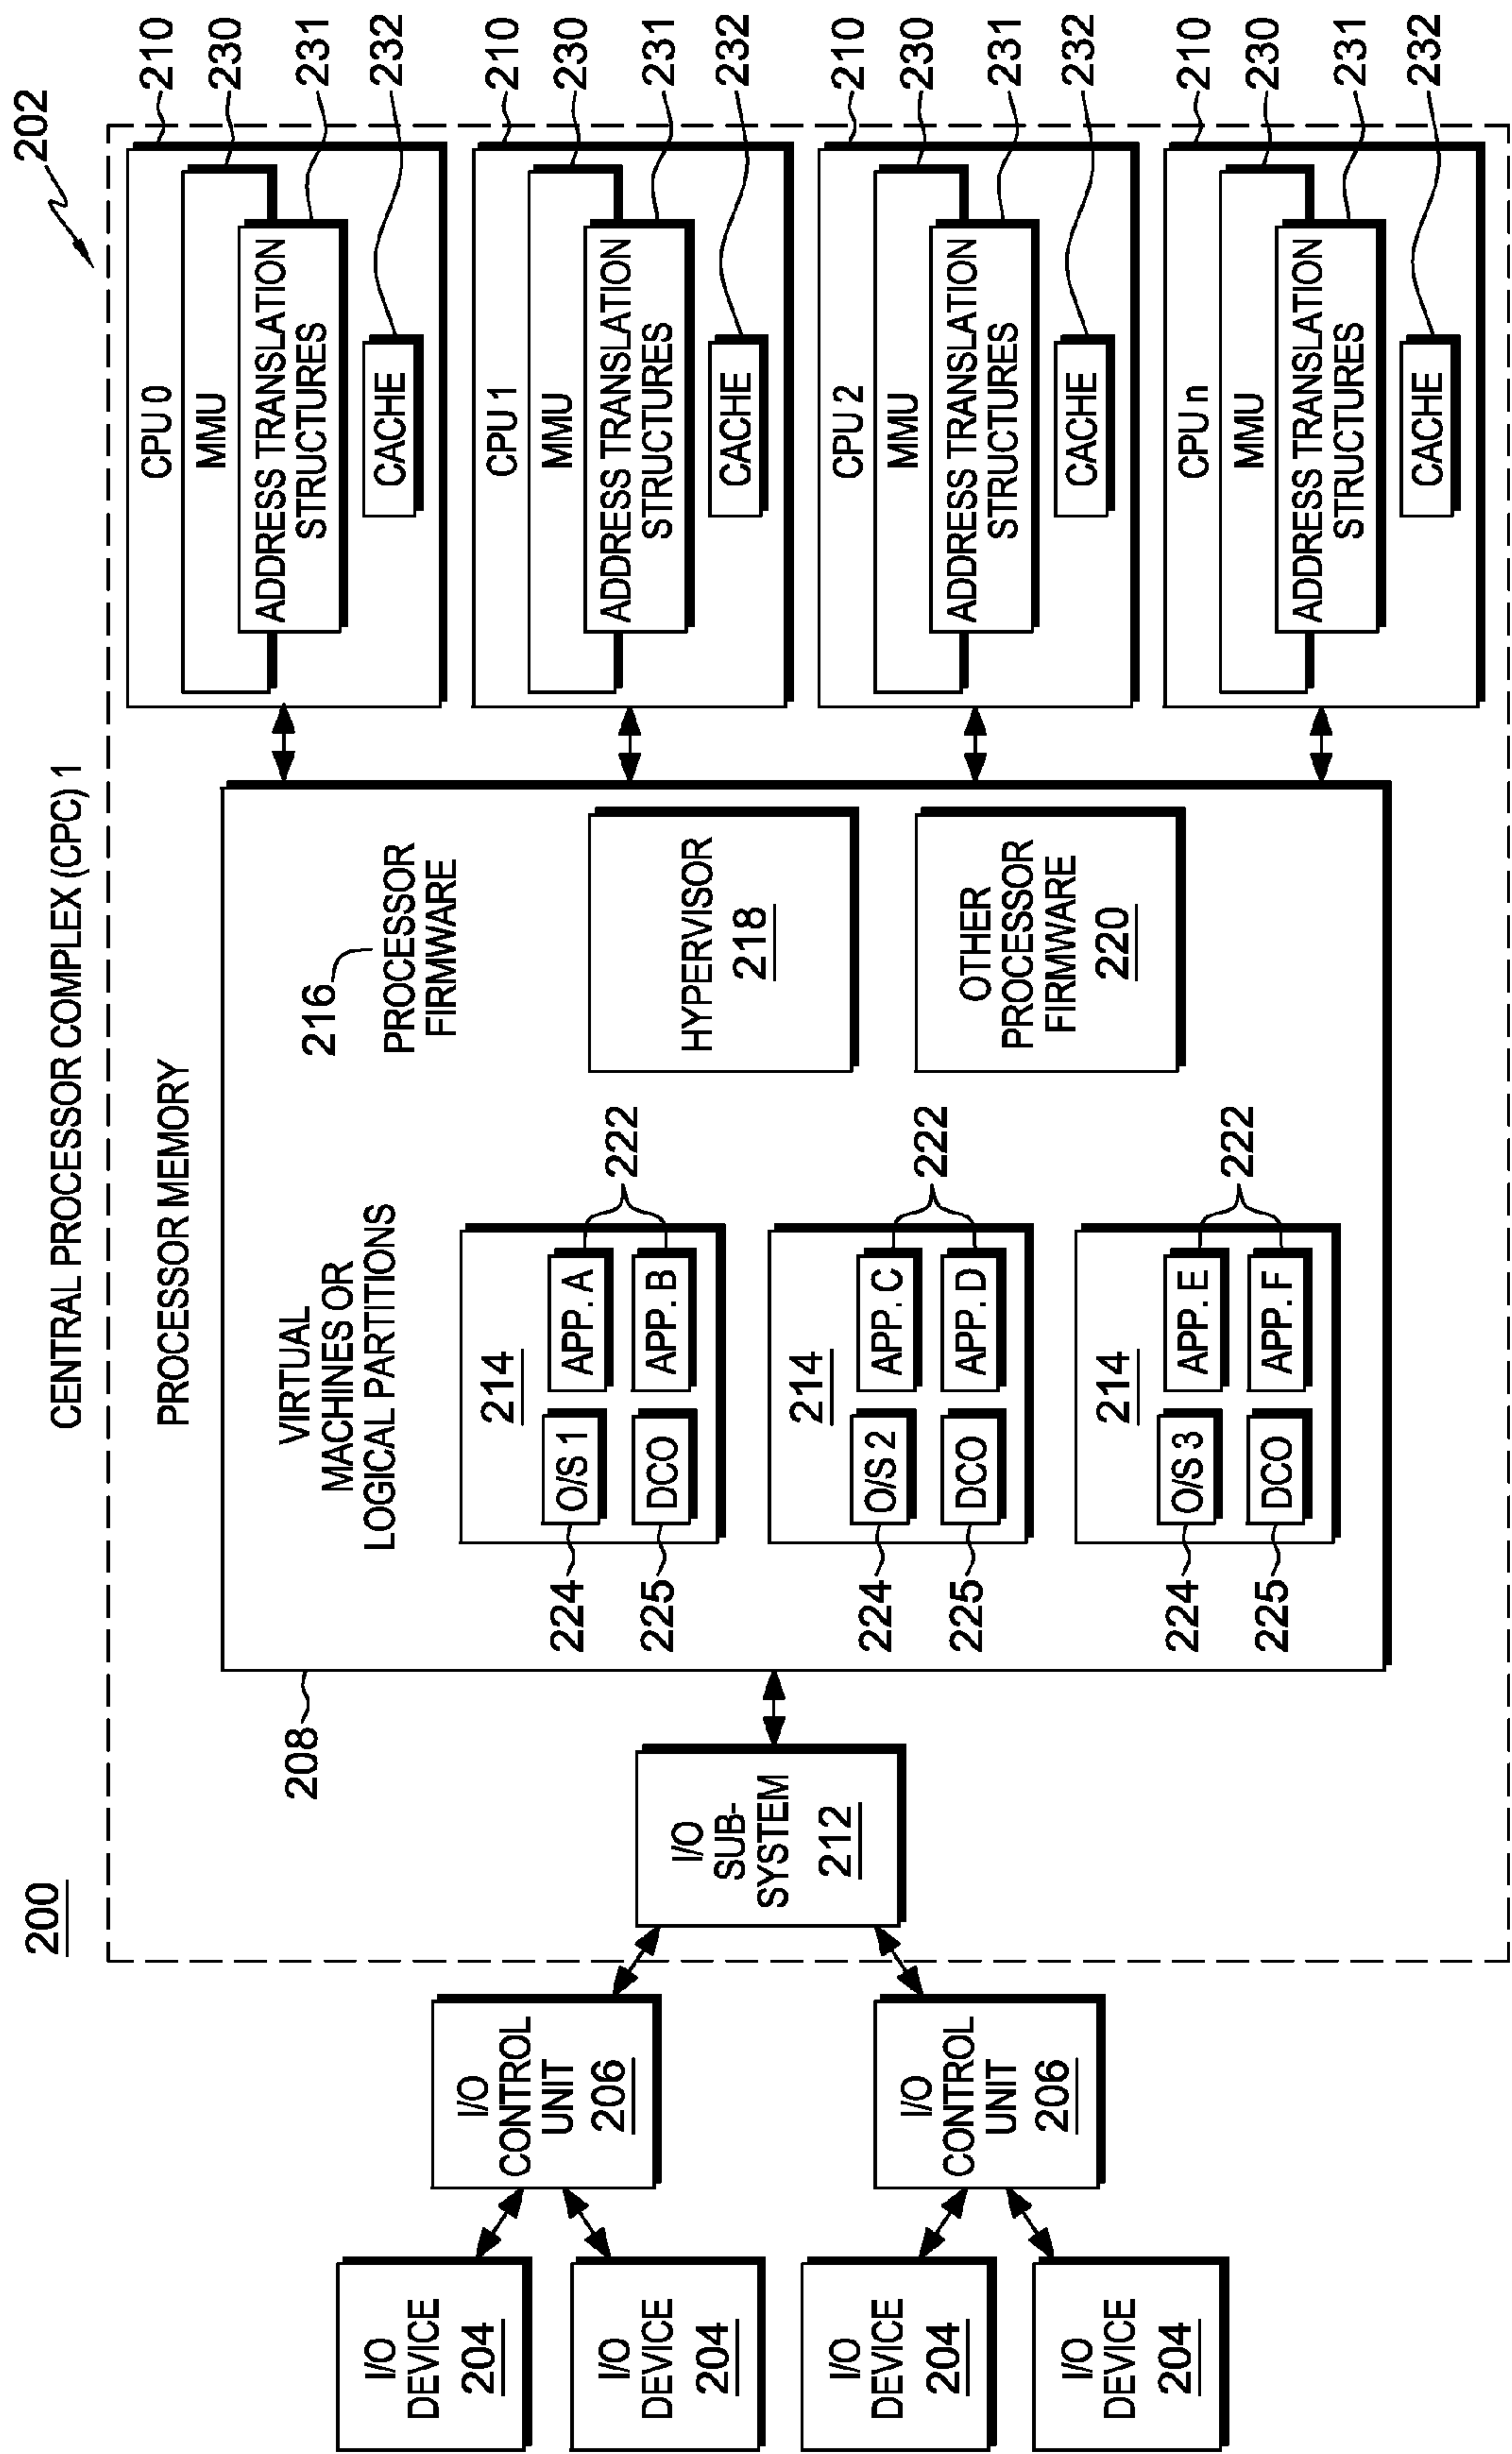 200
202
CENTRAL PROCESSOR COMPLEX (CPC) 1
PROCESSOR MEMORY
208
VIRTUAL
MACHINES OR
LOGICAL PARTITIONS
216
PROCESSOR
FIRMWARE
214
224
O/S 1
APP. A
222
225
DCO
APP. B
214
224
O/S 2
APP. C
222
225
DCO
APP. D
214
224
O/S 3
APP. E
222
225
DCO
APP. F
HYPERVISOR
218
OTHER
PROCESSOR
FIRMWARE
220
CPU 0
210
MMU
230
ADDRESS TRANSLATION
STRUCTURES
231
CACHE
232
CPU 1
210
MMU
230
ADDRESS TRANSLATION
STRUCTURES
231
CACHE
232
CPU 2
210
MMU
230
ADDRESS TRANSLATION
STRUCTURES
231
CACHE
232
CPU n
210
MMU
230
ADDRESS TRANSLATION
STRUCTURES
231
CACHE
232
I/O
SUB-
SYSTEM
212
I/O
CONTROL
UNIT
206
I/O
CONTROL
UNIT
206
I/O
DEVICE
204
I/O
DEVICE
204
I/O
DEVICE
204
I/O
DEVICE
204